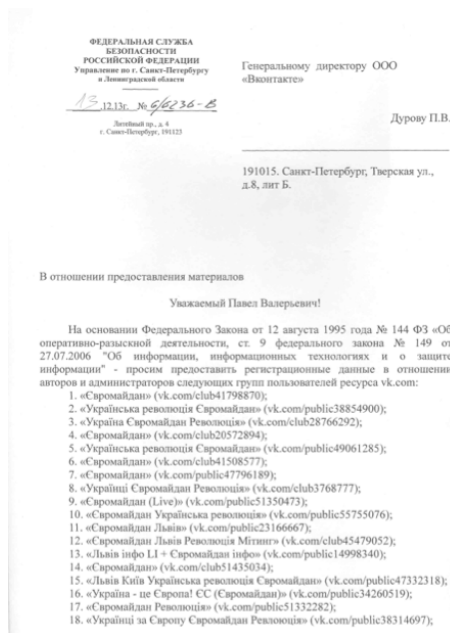 ФЕДЕРАЛЬНАЯ СЛУЖБА
БЕЗОПАСНОСТИ
РОССИЙСКОЙ ФЕДЕРАЦИИ
Управление по г. Санкт-Петербургу
и Ленинградской области
13.12.13г. № 6/6236-В
Литейный пр., д. 4
г. Санкт-Петербург, 191123
Генеральному директору ООО
«Вконтакте»
Дурову П.В.
191015. Санкт-Петербург, Тверская ул.,
д.8, лит Б.
В отношении предоставления материалов
Уважаемый Павел Валерьевич!
На основании Федерального Закона от 12 августа 1995 года № 144 ФЗ «Об
оперативно-разыскной деятельности, ст. 9 федерального закона № 149 от
27.07.2006 "Об информации, информационных технологиях и о защите
информации" - просим предоставить регистрационные данные в отношении
авторов и администраторов следующих групп пользователей ресурса vk.com:
1. «Євромайдан» (vk.com/club41798870);
2. «Українська революція Євромайдан» (vk.com/public38854900);
3. «Україна Євромайдан Революція» (vk.com/club28766292);
4. «Євромайдан» (vk.com/club20572894);
5. «Українська революція Євромайдан» (vk.com/public49061285);
6. «Євромайдан» (vk.com/club41508577);
7. «Євромайдан» (vk.com/public47796189);
8. «Українці Євромайдан Революція» (vk.com/club3768777);
9. «Євромайдан (Live)» (vk.com/public51350473);
10. «Євромайдан Українська революція» (vk.com/public55755076);
11. «Євромайдан Львів» (vk.com/public23166667);
12. «Євромайдан Львів Революція Мітинг» (vk.com/club45479052);
13. «Львів інфо LI + Євромайдан інфо» (vk.com/public14998340);
14. «Євромайдан» (vk.com/club51435034);
15. «Львів Київ Українська революція Євромайдан» (vk.com/public47332318);
16. «Україна - це Європа! ЄС (Євромайдан)» (vk.com/public34260519);
17. «Євромайдан Революція» (vk.com/public51332282);
18. «Українці за Європу Євромайдан Революція» (vk.com/public38314697);